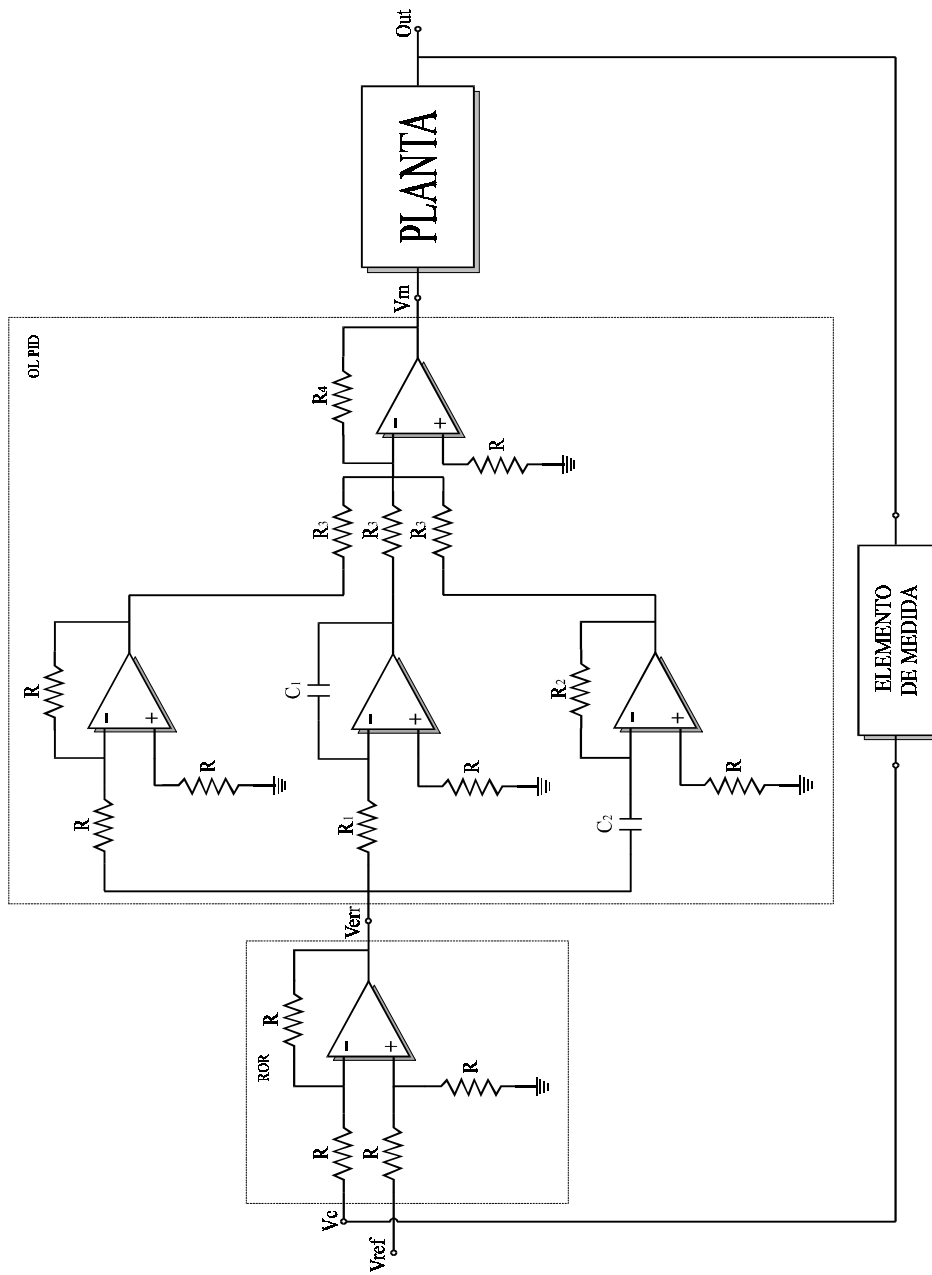 OL PID
R
R
R
C1
R1
R
R2
C2
R
R3
R3
R3
R4
R
Vm
PLANTA
Out
ROR
R
R
R
R
Verr
Vc
Vref
ELEMENTO
DE MEDIDA